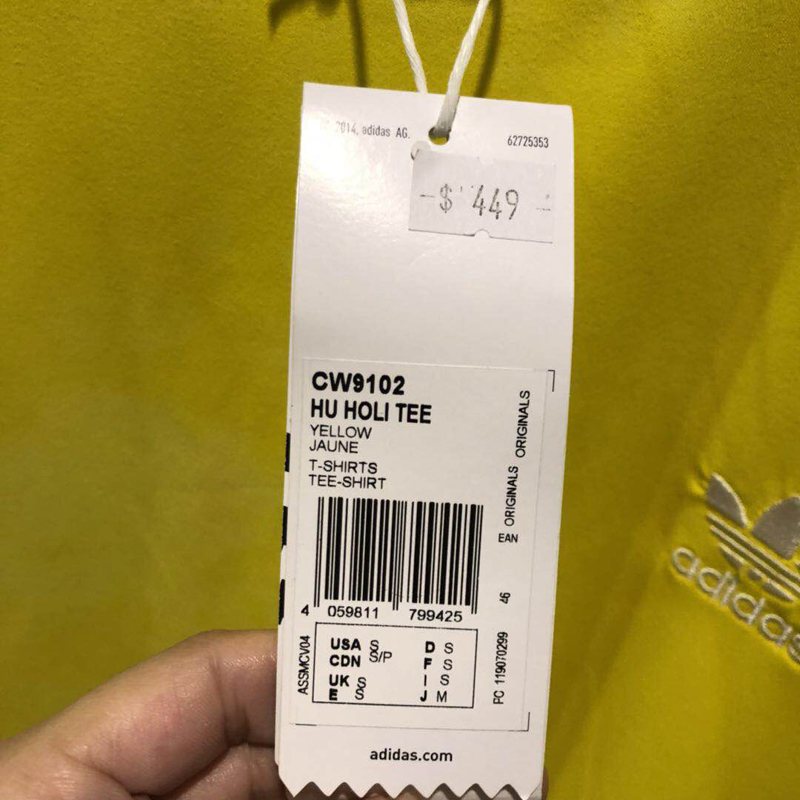 2014, adidas AG.
62725353
-$ 449 -
CW9102
HU HOLI TEE
YELLOW
JAUNE
T-SHIRTS
TEE-SHIRT
ORIGINALS ORIGINALS
EAN
4 059811 799425
46
ASSMCV04
USA S
CDN S/P
UK S
E S
D S
F S
I S
J M
PC 119070299
adidas.com
adidas